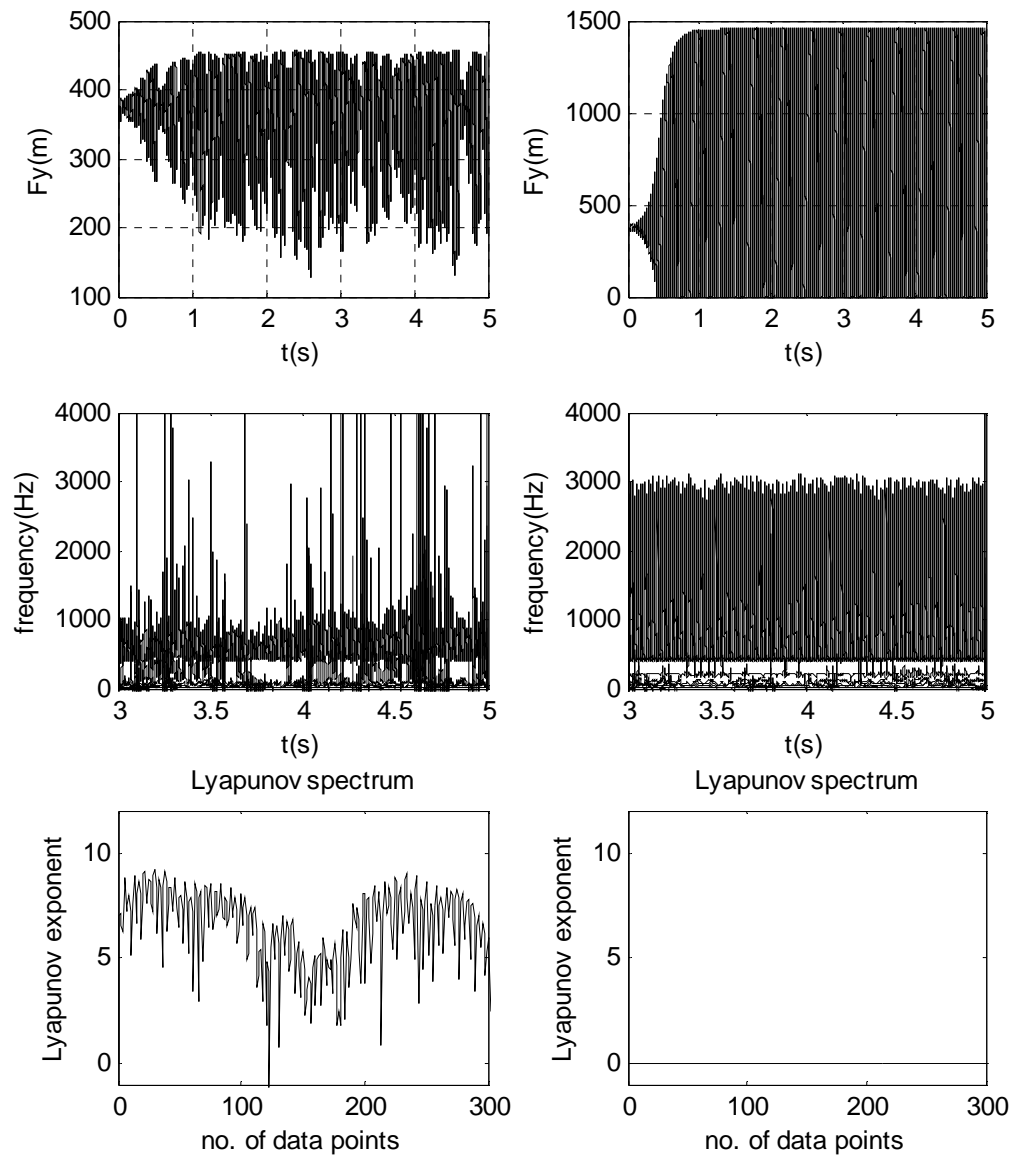 500
400
300
200
100
Fy(m)
0 1 2 3 4 5
t(s)
1500
1000
500
0
Fy(m)
0 1 2 3 4 5
t(s)
4000
3000
2000
1000
0
frequency(Hz)
3 3.5 4 4.5 5
t(s)
4000
3000
2000
1000
0
frequency(Hz)
3 3.5 4 4.5 5
t(s)
Lyapunov spectrum
10
5
0
Lyapunov exponent
0 100 200 300
no. of data points
Lyapunov spectrum
10
5
0
Lyapunov exponent
0 100 200 300
no. of data points